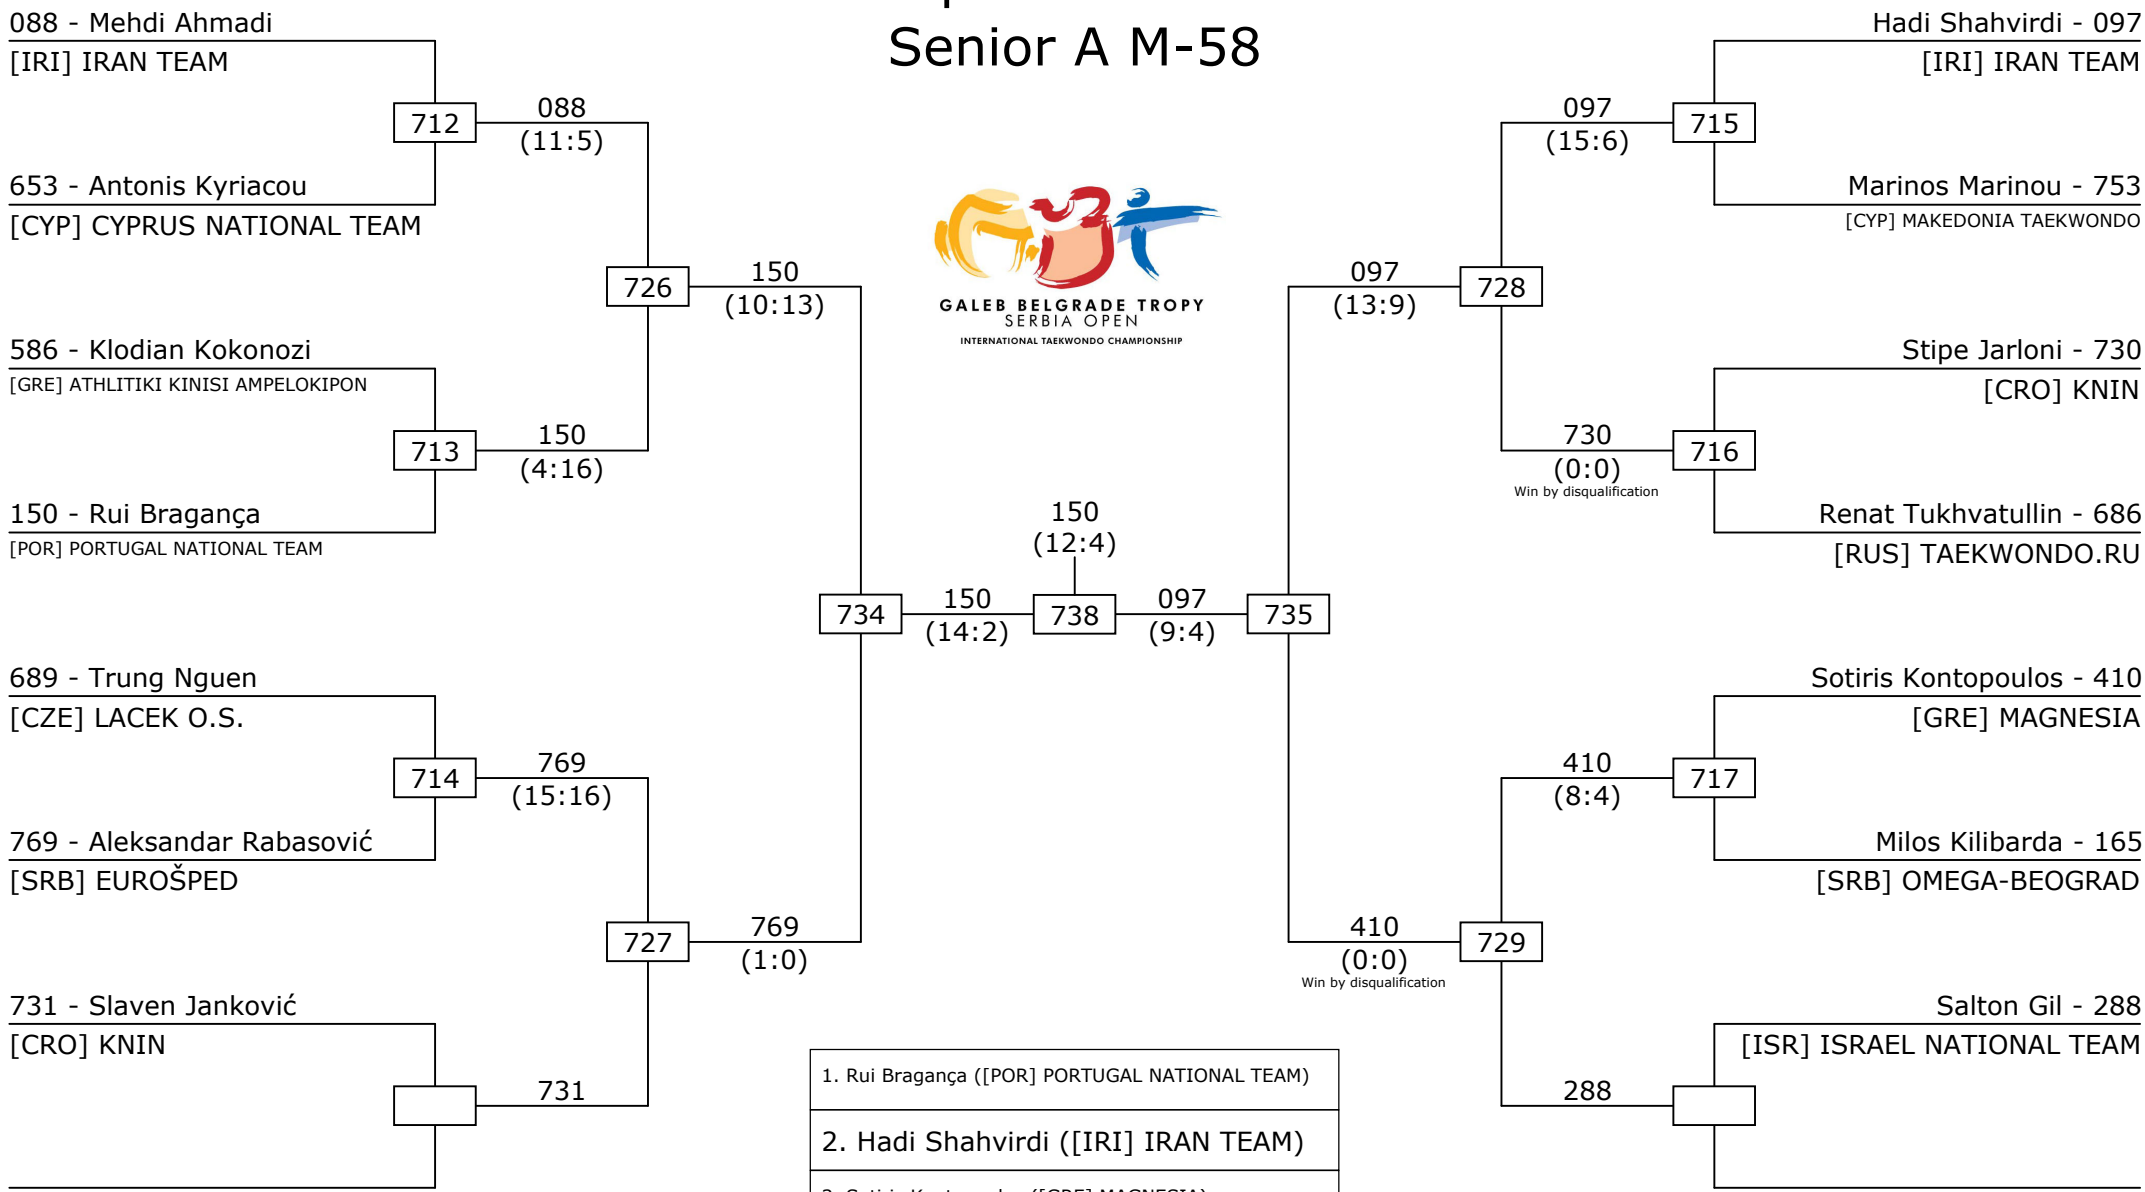 Senior A M-58
088 - Mehdi Ahmadi
[IRI] IRAN TEAM
712
088
(11:5)
653 - Antonis Kyriacou
[CYP] CYPRUS NATIONAL TEAM
726
150
(10:13)
586 - Klodian Kokonozi
[GRE] ATHLITIKI KINISI AMPELOKIPON
713
150
(4:16)
150 - Rui Bragança
[POR] PORTUGAL NATIONAL TEAM
734
150
(14:2)
689 - Trung Nguen
[CZE] LACEK O.S.
714
769
(15:16)
769 - Aleksandar Rabasović
[SRB] EUROŠPED
727
769
(1:0)
731 - Slaven Janković
[CRO] KNIN
731
GALEB BELGRADE TROPY
SERBIA OPEN
INTERNATIONAL TAEKWONDO CHAMPIONSHIP
150
(12:4)
738
Hadi Shahvirdi - 097
[IRI] IRAN TEAM
097
(15:6)
715
Marinos Marinou - 753
[CYP] MAKEDONIA TAEKWONDO
097
(13:9)
728
Stipe Jarloni - 730
[CRO] KNIN
730
(0:0)
Win by disqualification
716
Renat Tukhvatullin - 686
[RUS] TAEKWONDO.RU
097
(9:4)
735
Sotiris Kontopoulos - 410
[GRE] MAGNESIA
410
(8:4)
717
Milos Kilibarda - 165
[SRB] OMEGA-BEOGRAD
410
(0:0)
Win by disqualification
729
Salton Gil - 288
[ISR] ISRAEL NATIONAL TEAM
288
1. Rui Bragança ([POR] PORTUGAL NATIONAL TEAM)
2. Hadi Shahvirdi ([IRI] IRAN TEAM)